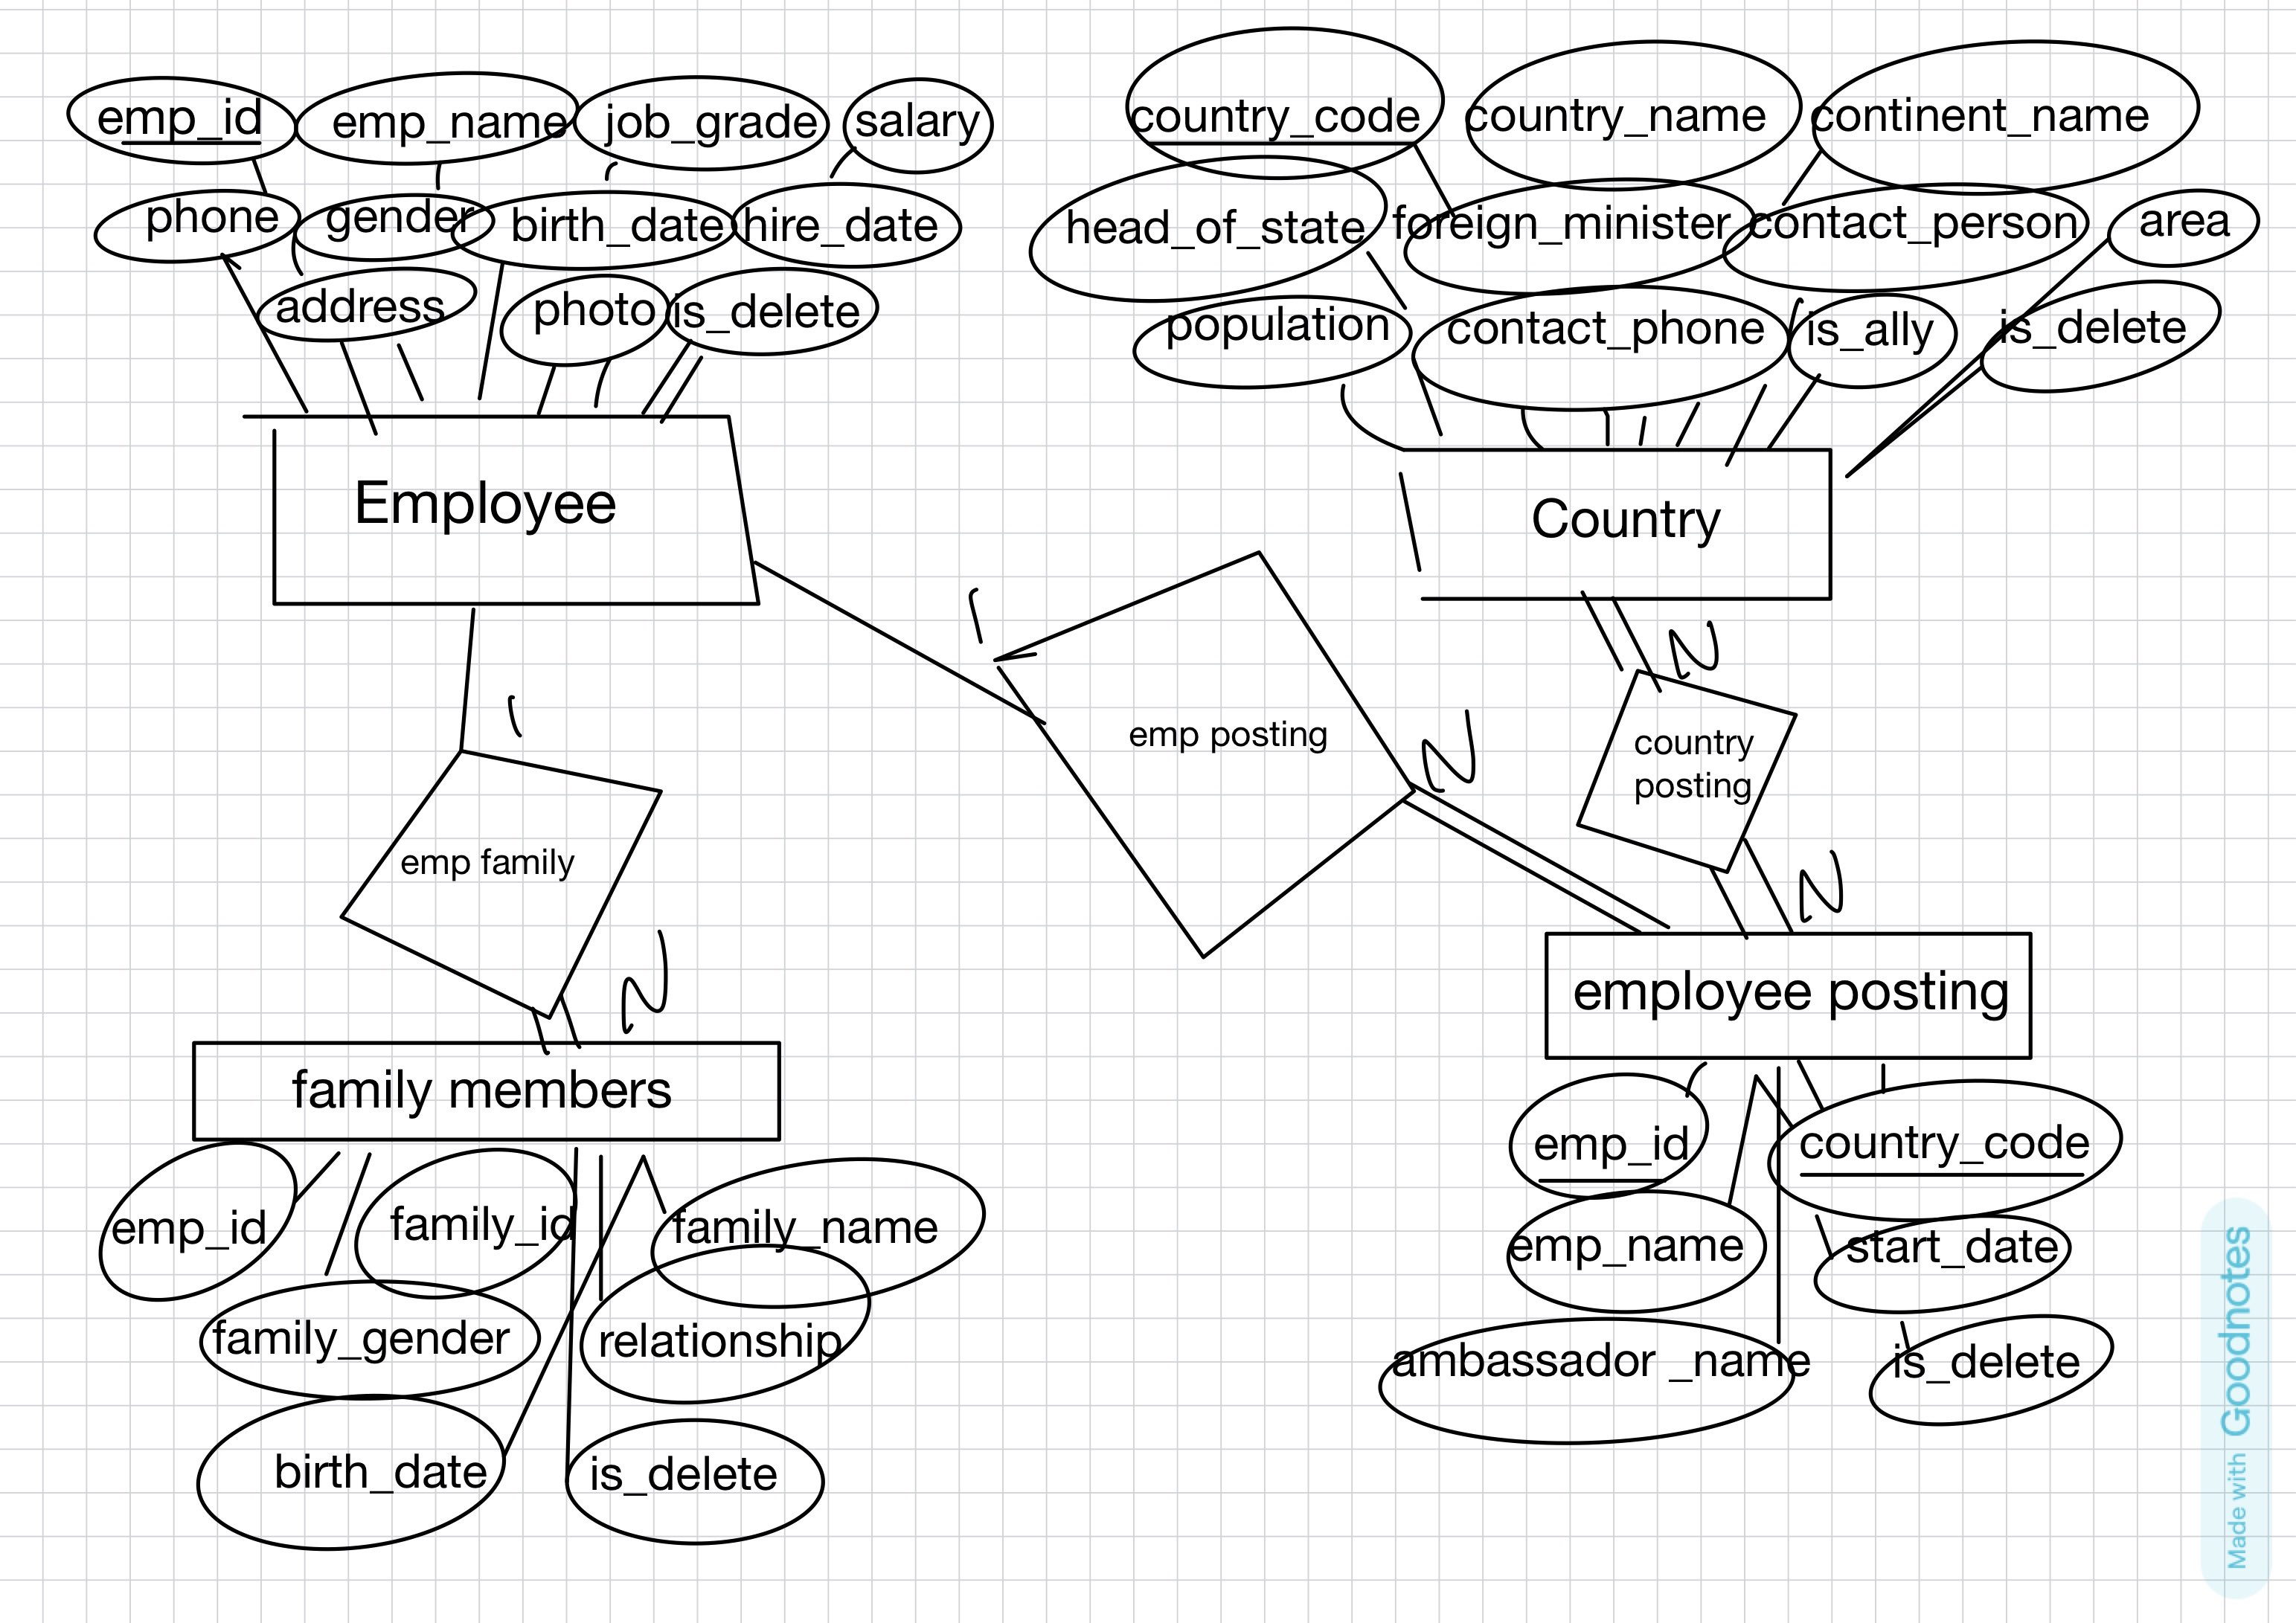 emp_id emp_name job_grade salary
phone gender birth_date hire_date
address photo is_delete
Employee
country_code country_name continent_name
head_of_state foreign_minister contact_person area
population contact_phone is_ally is_delete
Country
1
emp posting
N
N
country
posting
N
1
emp family
N
family members
emp_id family_id family_name
family_gender relationship
birth_date is_delete
employee posting
emp_id country_code
emp_name start_date
ambassador _name is_delete
Made with Goodnotes